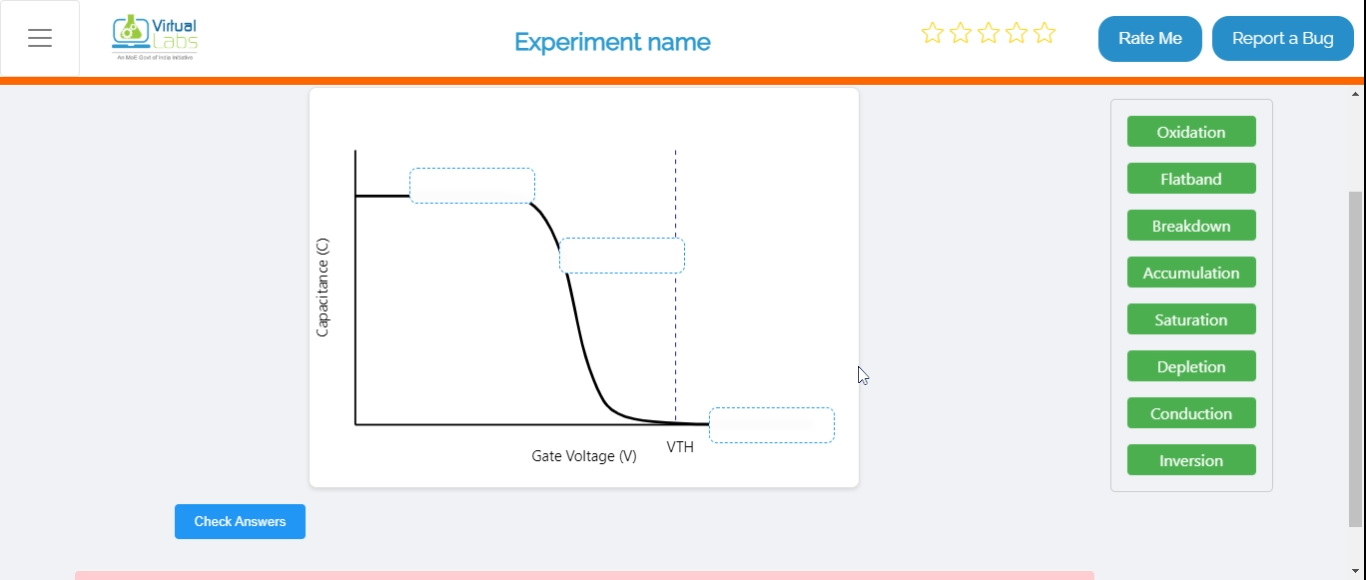 Virtual
Labs
An MoE Govt of India Initiative
Experiment name
Rate Me
Report a Bug
Capacitance (C)
Gate Voltage (V)
VTH
Oxidation
Flatband
Breakdown
Accumulation
Saturation
Depletion
Conduction
Inversion
Check Answers